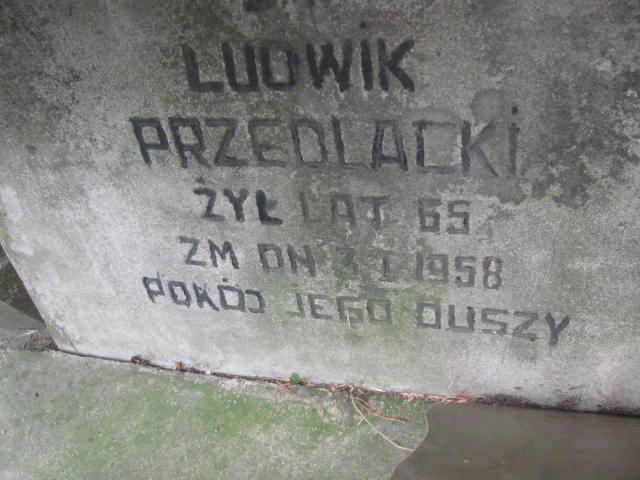 LUDWIK
PRZEDLACKI
ŻYŁ LAT 65
ZM DN 3 I 1958
POKÓJ JEGO DUSZY